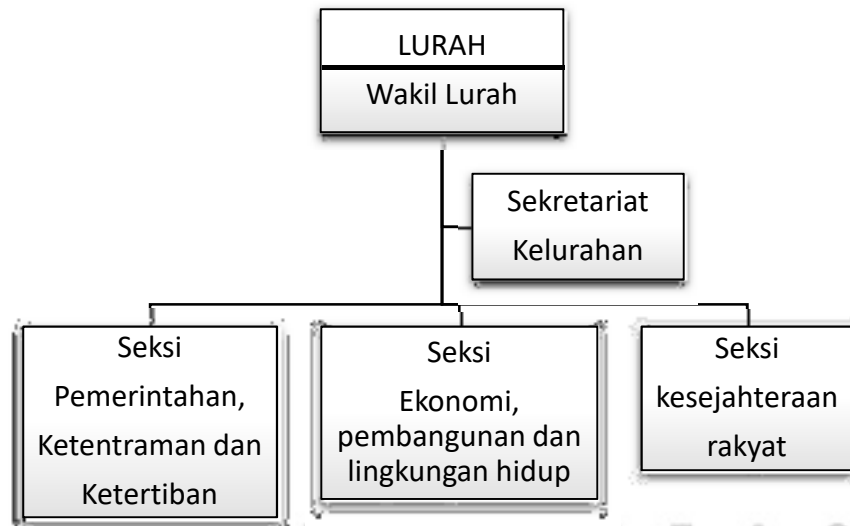 LURAH
Wakil Lurah
Sekretariat
Kelurahan
Seksi
Pemerintahan,
Ketentraman dan
Ketertiban
Seksi
Ekonomi,
pembangunan dan
lingkungan hidup
Seksi
kesejahteraan
rakyat